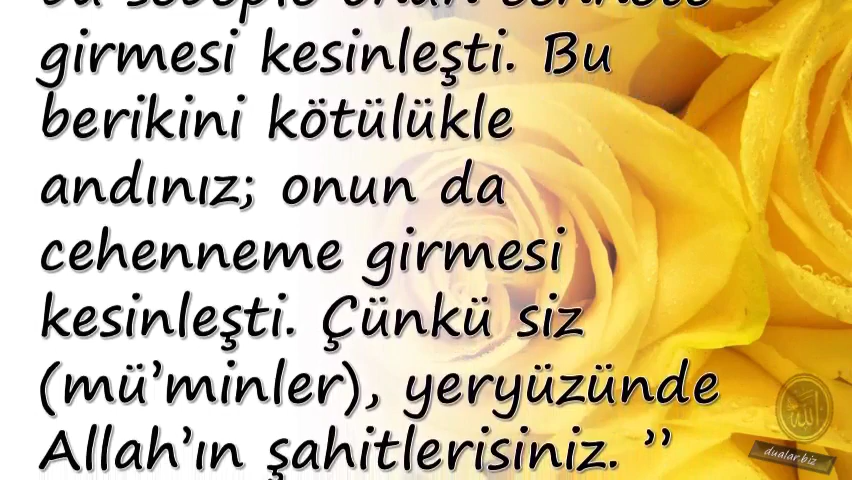 girmesi kesinleşti. Bu
berikini kötülükle
andınız; onun da
cehenneme girmesi
kesinleşti. Çünkü siz
(mü’minler), yeryüzünde
Allah’ın şahitlerisiniz. ”
الله
dualar.biz